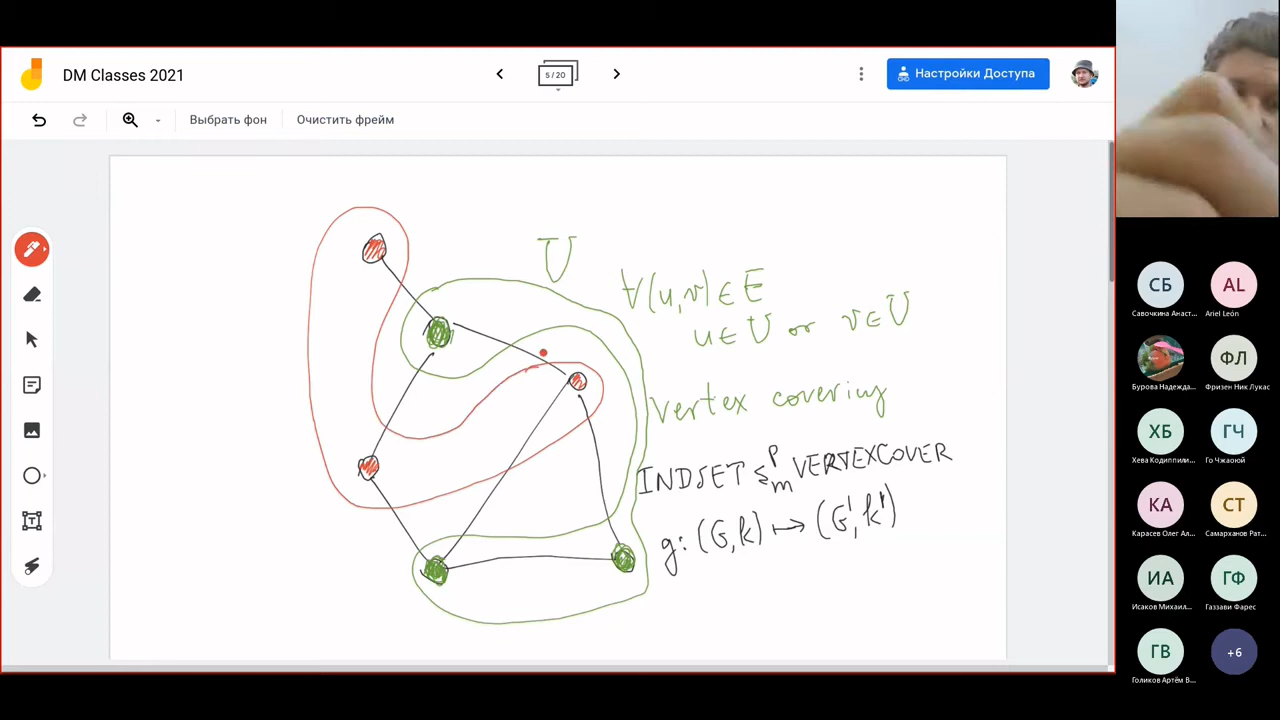 DM Classes 2021
5 / 20
Настройки Доступа
Выбрать фон
Очистить фрейм
U
∀(u,v)∈E
u∈U or v∈U
vertex covering
INDSET ≤ᵖₘ VERTEXCOVER
g: (G,k) ↦ (G',k')
СБ
AL
Савочкина Анаст...
Ariel León
ФЛ
Бурова Надежда...
Фризен Ник Лукас
ХБ
ГЧ
Хева Кодиппили...
Го Чжаоюй
КА
СТ
Карасев Олег Ал...
Самарханов Рат...
ИА
ГФ
Исаков Михаил...
Газзави Фарес
ГВ
+6
Голиков Артём В...